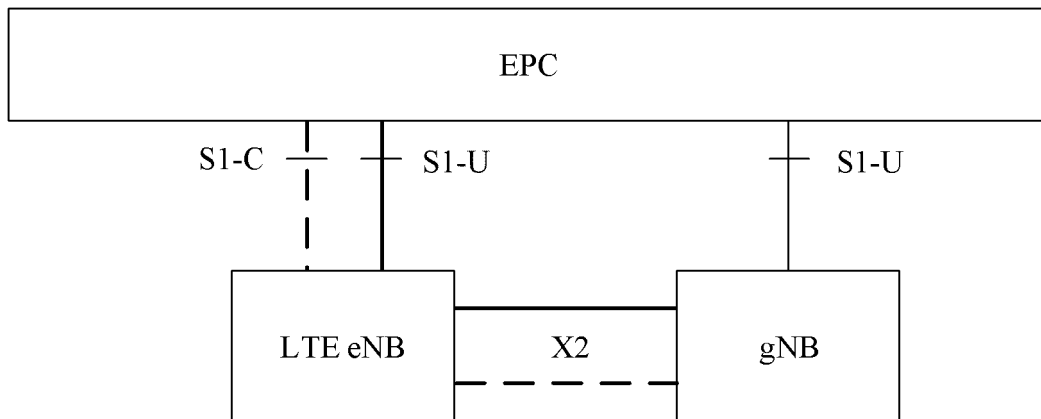 EPC
S1-C
S1-U
S1-U
LTE eNB
X2
gNB